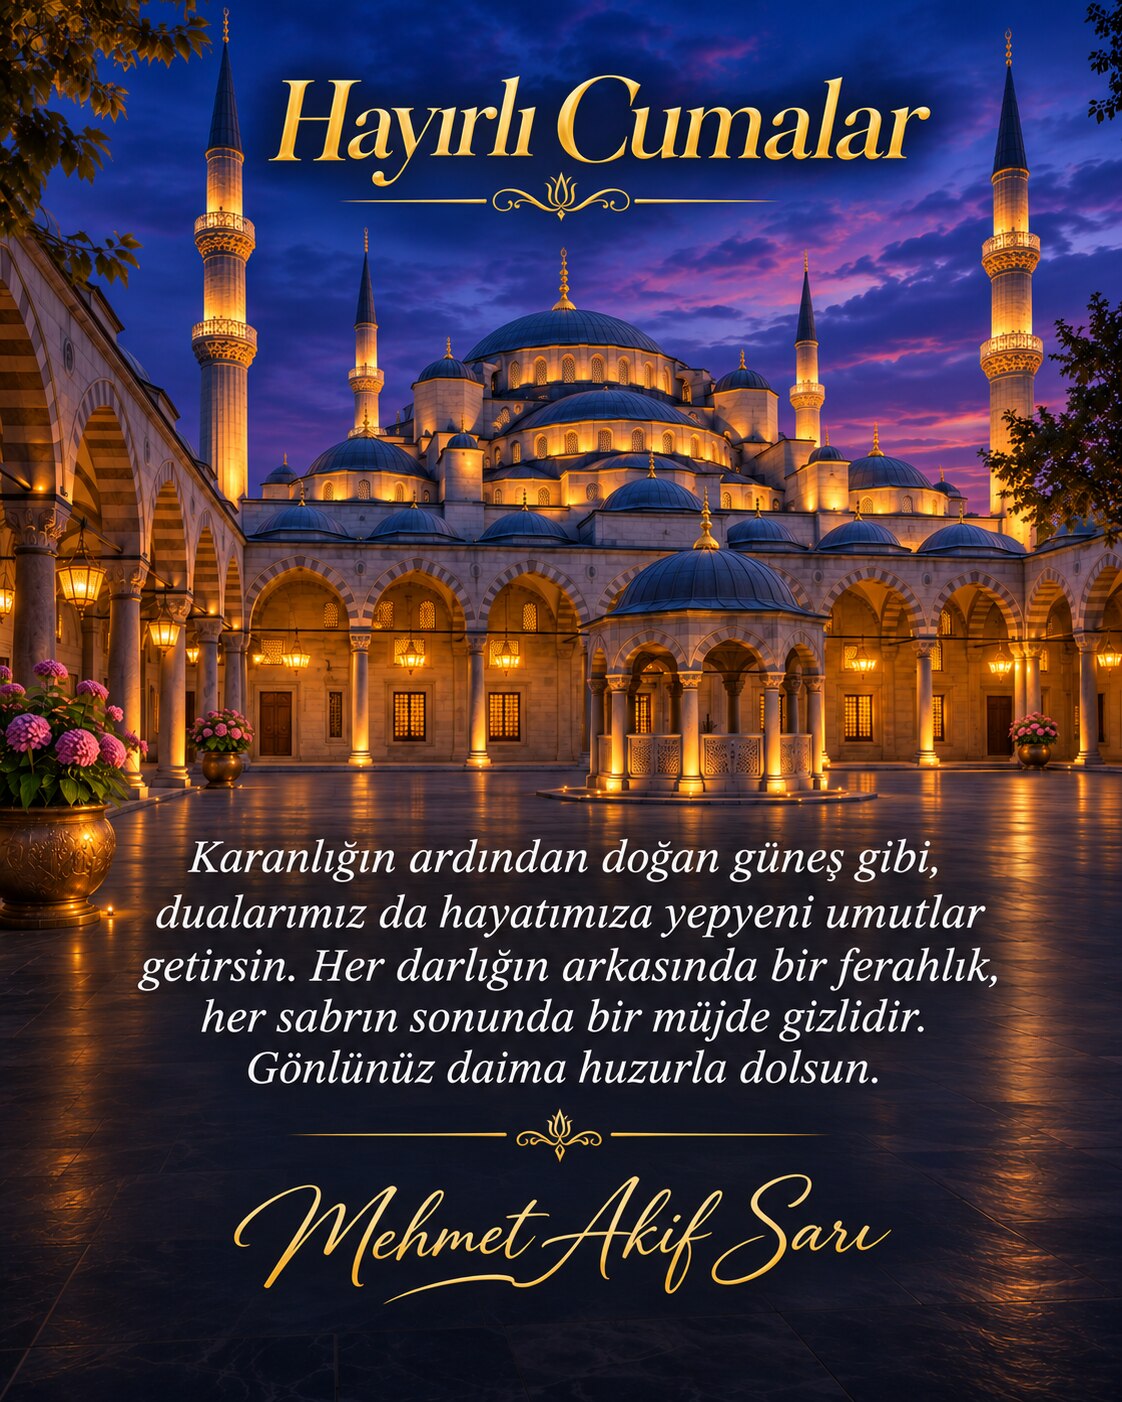 Hayırlı Cumalar
Karanlığın ardından doğan güneş gibi,
dualarımız da hayatımıza yepyeni umutlar
getirsin. Her darlığın arkasında bir ferahlık,
her sabrın sonunda bir müjde gizlidir.
Gönlünüz daima huzurla dolsun.
Mehmet Akif Sarı